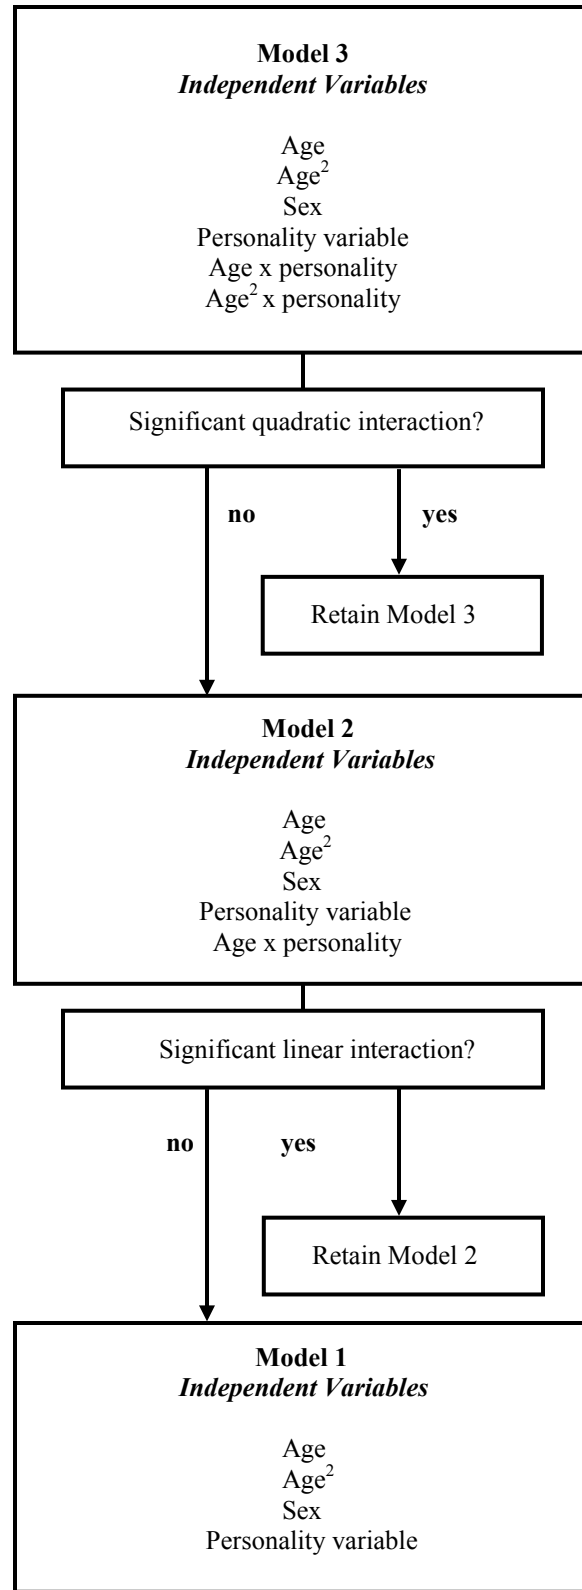 Model 3
Independent Variables
Age
Age²
Sex
Personality variable
Age x personality
Age² x personality
Significant quadratic interaction?
no
yes
Retain Model 3
Model 2
Independent Variables
Age
Age²
Sex
Personality variable
Age x personality
Significant linear interaction?
no
yes
Retain Model 2
Model 1
Independent Variables
Age
Age²
Sex
Personality variable